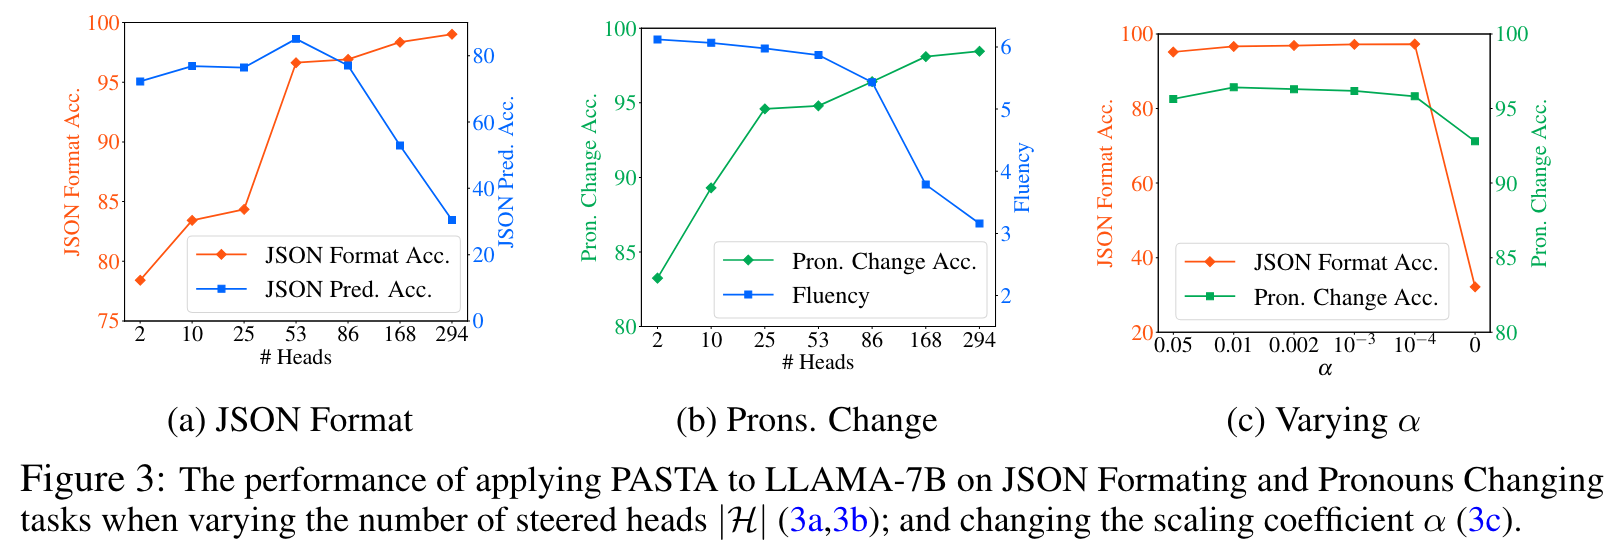 100
95
90
85
80
75
JSON Format Acc.
80
60
40
20
0
JSON Pred. Acc.
JSON Format Acc.
JSON Pred. Acc.
2 10 25 53 86 168 294
# Heads
(a) JSON Format
100
95
90
85
80
Pron. Change Acc.
6
5
4
3
2
Fluency
Pron. Change Acc.
Fluency
2 10 25 53 86 168 294
# Heads
(b) Prons. Change
100
80
60
40
20
JSON Format Acc.
100
95
90
85
80
Pron. Change Acc.
JSON Format Acc.
Pron. Change Acc.
0.05 0.01 0.002 10⁻³ 10⁻⁴ 0
α
(c) Varying α
Figure 3: The performance of applying PASTA to LLAMA-7B on JSON Formating and Pronouns Changing
tasks when varying the number of steered heads |ℋ| (3a,3b); and changing the scaling coefficient α (3c).